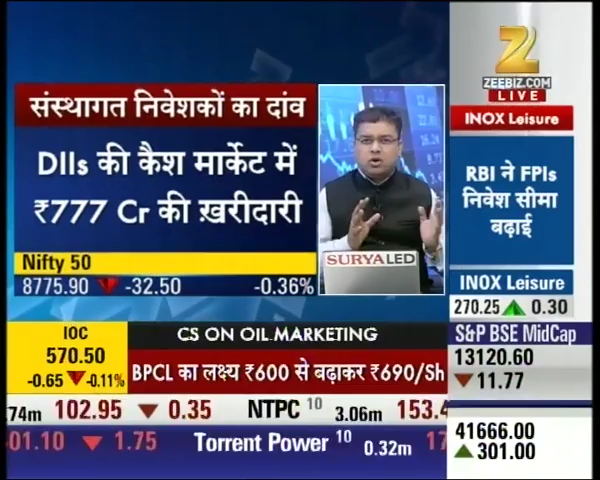 संस्थागत निवेशकों का दांव
DIIs की कैश मार्केट में
₹777 Cr की ख़रीदारी
Nifty 50
8775.90 -32.50 -0.36%
SURYALED
Z
ZEEBIZ.COM
LIVE
INOX Leisure
RBI ने FPIs
निवेश सीमा
बढ़ाई
INOX Leisure
270.25 0.30
IOC
570.50
-0.65 -0.11%
CS ON OIL MARKETING
BPCL का लक्ष्य ₹600 से बढ़ाकर ₹690/Sh
S&P BSE MidCap
13120.60
11.77
74m 102.95 0.35 NTPC 10 3.06m 153.4
01.10 1.75 Torrent Power 10 0.32m 17
41666.00
301.00